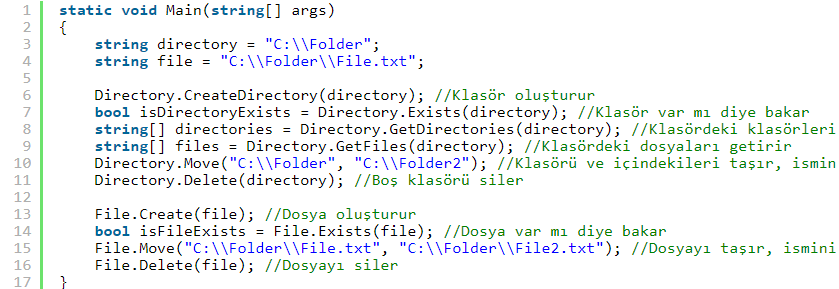 1 static void Main(string[] args)
2 {
3 string directory = "C:\\Folder";
4 string file = "C:\\Folder\\File.txt";
5
6 Directory.CreateDirectory(directory); //Klasör oluşturur
7 bool isDirectoryExists = Directory.Exists(directory); //Klasör var mı diye bakar
8 string[] directories = Directory.GetDirectories(directory); //Klasördeki klasörleri
9 string[] files = Directory.GetFiles(directory); //Klasördeki dosyaları getirir
10 Directory.Move("C:\\Folder", "C:\\Folder2"); //Klasörü ve içindekileri taşır, ismin
11 Directory.Delete(directory); //Boş klasörü siler
12
13 File.Create(file); //Dosya oluşturur
14 bool isFileExists = File.Exists(file); //Dosya var mı diye bakar
15 File.Move("C:\\Folder\\File.txt", "C:\\Folder\\File2.txt"); //Dosyayı taşır, ismini
16 File.Delete(file); //Dosyayı siler
17 }